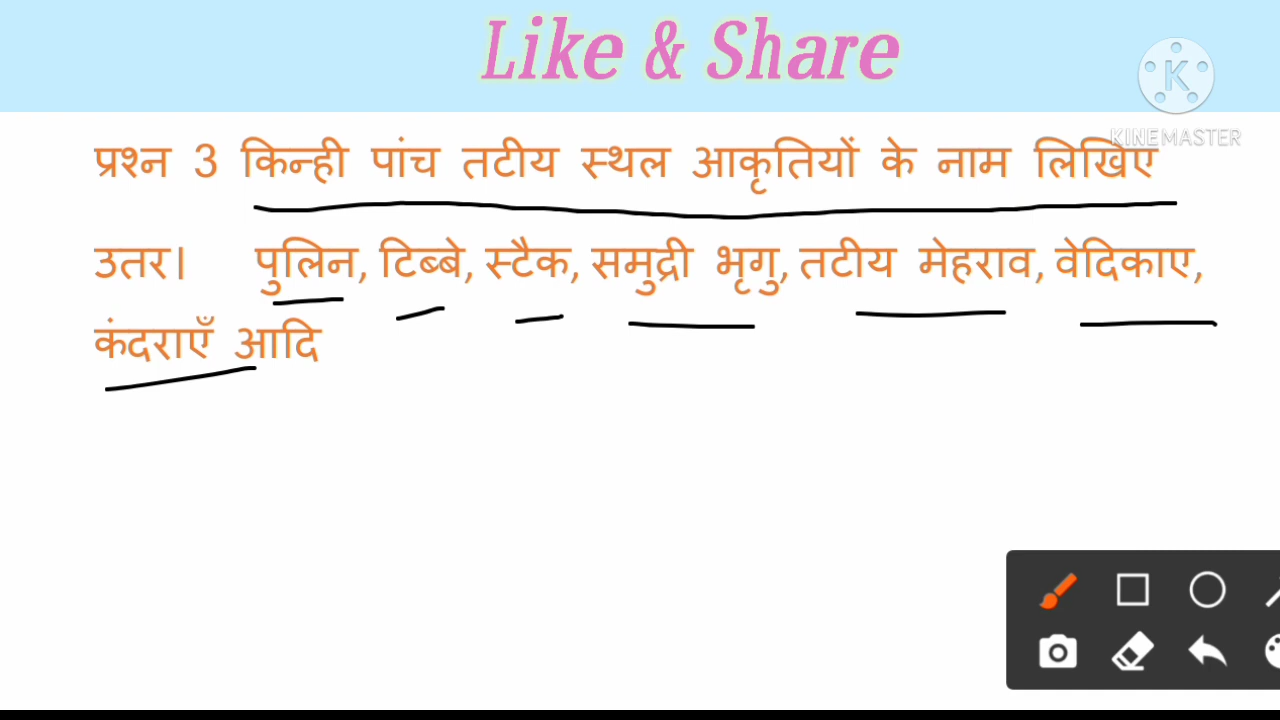 Like & Share
K
KINEMASTER
प्रश्न 3 किन्ही पांच तटीय स्थल आकृतियों के नाम लिखिए
उतर। पुलिन, टिब्बे, स्टैक, समुद्री भृगु, तटीय मेहराव, वेदिकाए,
कंदराएँ आदि